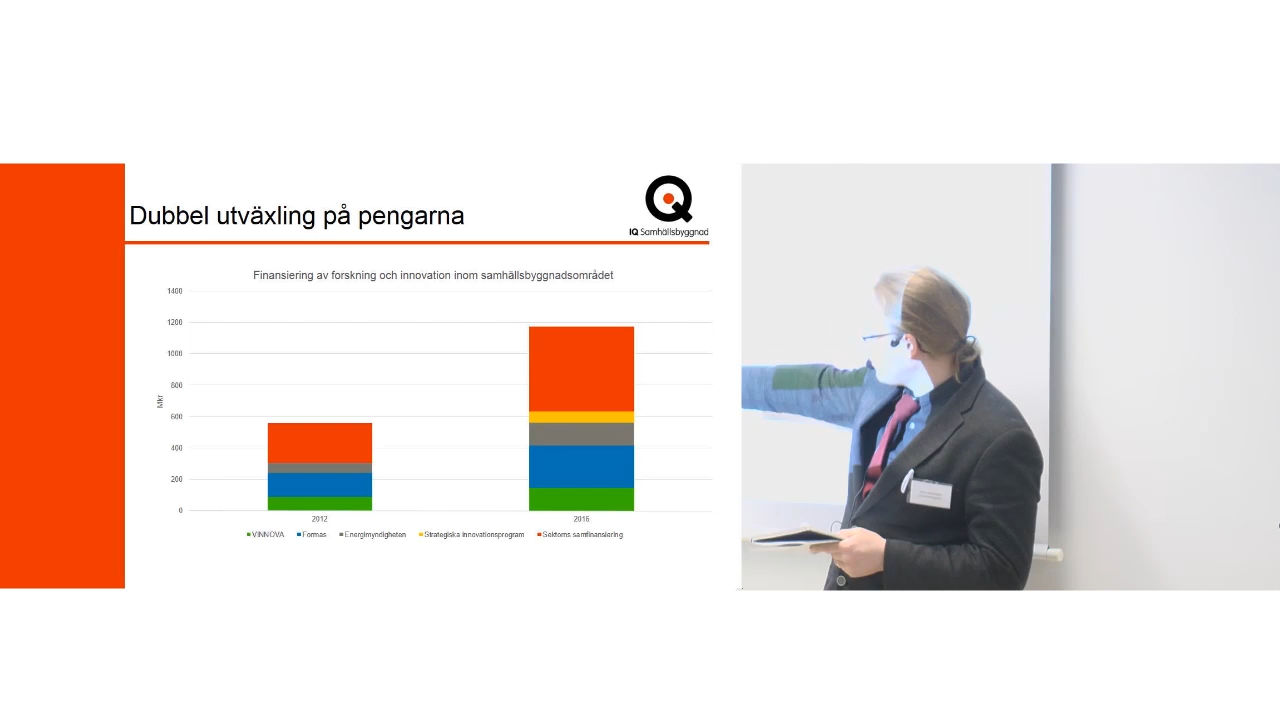 Dubbel utväxling på pengarna
IQ Samhällsbyggnad
Finansiering av forskning och innovation inom samhällsbyggnadsområdet
1400
1200
1000
800
600
400
200
0
Mkr
2012
2016
VINNOVA Formas Energimyndigheten Strategiska innovationsprogram Sektorns samfinansiering